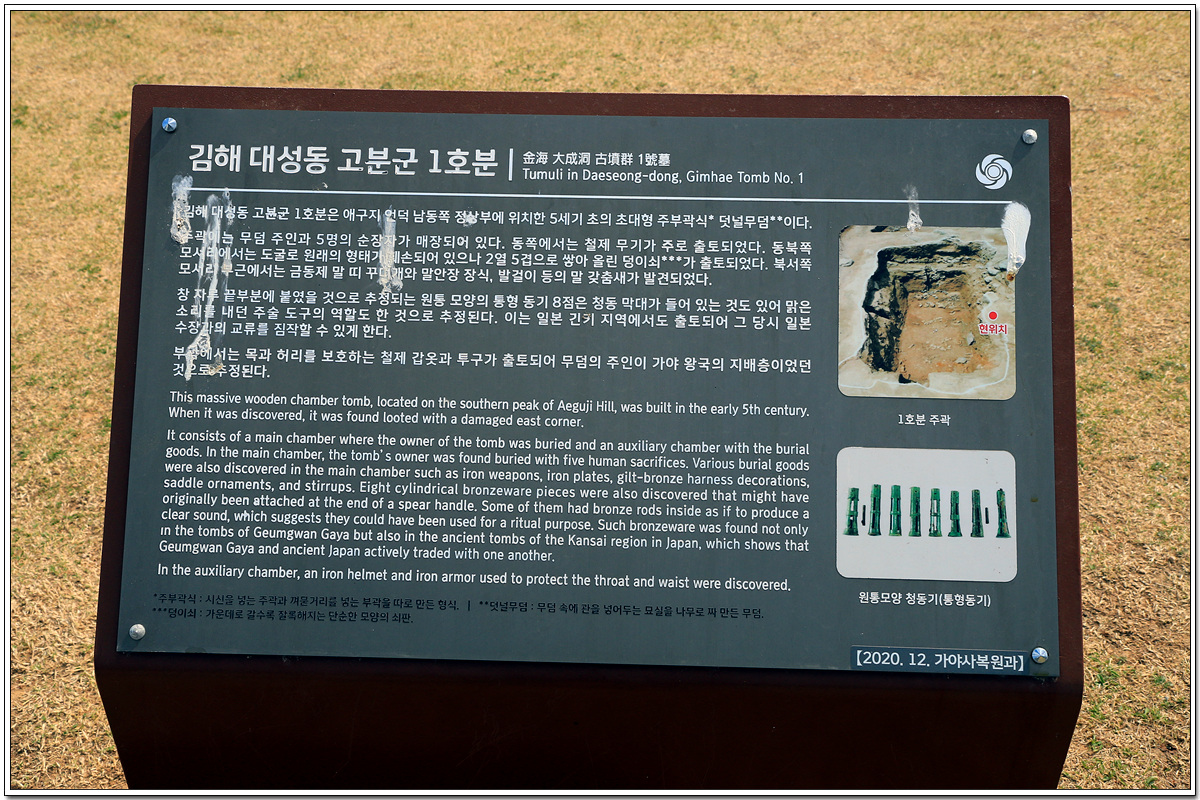 김해 대성동 고분군 1호분
金海 大成洞 古墳群 1號墓
Tumuli in Daeseong-dong, Gimhae Tomb No. 1
김해 대성동 고분군 1호분은 애구지 언덕 남동쪽 정상부에 위치한 5세기 초의 초대형 주부곽식* 덧널무덤**이다.
주곽에는 무덤 주인과 5명의 순장자가 매장되어 있다. 동쪽에서는 철제 무기가 주로 출토되었다. 동북쪽
모서리에서는 도굴로 원래의 형태가 훼손되어 있으나 2열 5겹으로 쌓아 올린 덩이쇠***가 출토되었다. 북서쪽
모서리 부근에서는 금동제 말 띠 꾸미개와 말안장 장식, 발걸이 등의 말 갖춤새가 발견되었다.
창 자루 끝부분에 붙였을 것으로 추정되는 원통 모양의 통형 동기 8점은 청동 막대가 들어 있는 것도 있어 맑은
소리를 내던 주술 도구의 역할도 한 것으로 추정된다. 이는 일본 긴키 지역에서도 출토되어 그 당시 일본
수장과의 교류를 짐작할 수 있게 한다.
부곽에서는 목과 허리를 보호하는 철제 갑옷과 투구가 출토되어 무덤의 주인이 가야 왕국의 지배층이었던
것으로 추정된다.
This massive wooden chamber tomb, located on the southern peak of Aeguji Hill, was built in the early 5th century.
When it was discovered, it was found looted with a damaged east corner.
It consists of a main chamber where the owner of the tomb was buried and an auxiliary chamber with the burial
goods. In the main chamber, the tomb's owner was found buried with five human sacrifices. Various burial goods
were also discovered in the main chamber such as iron weapons, iron plates, gilt-bronze harness decorations,
saddle ornaments, and stirrups. Eight cylindrical bronzeware pieces were also discovered that might have
originally been attached at the end of a spear handle. Some of them had bronze rods inside as if to produce a
clear sound, which suggests they could have been used for a ritual purpose. Such bronzeware was found not only
in the tombs of Geumgwan Gaya but also in the ancient tombs of the Kansai region in Japan, which shows that
Geumgwan Gaya and ancient Japan actively traded with one another.
In the auxiliary chamber, an iron helmet and iron armor used to protect the throat and waist were discovered.
*주부곽식 : 시신을 넣는 주곽과 껴묻거리를 넣는 부곽을 따로 만든 형식. | **덧널무덤 : 무덤 속에 관을 넣어두는 묘실을 나무로 짜 만든 무덤.
***덩이쇠 : 가운데로 갈수록 잘록해지는 단순한 모양의 쇠판.
현위치
1호분 주곽
원통모양 청동기(통형동기)
【2020. 12. 가야사복원과】